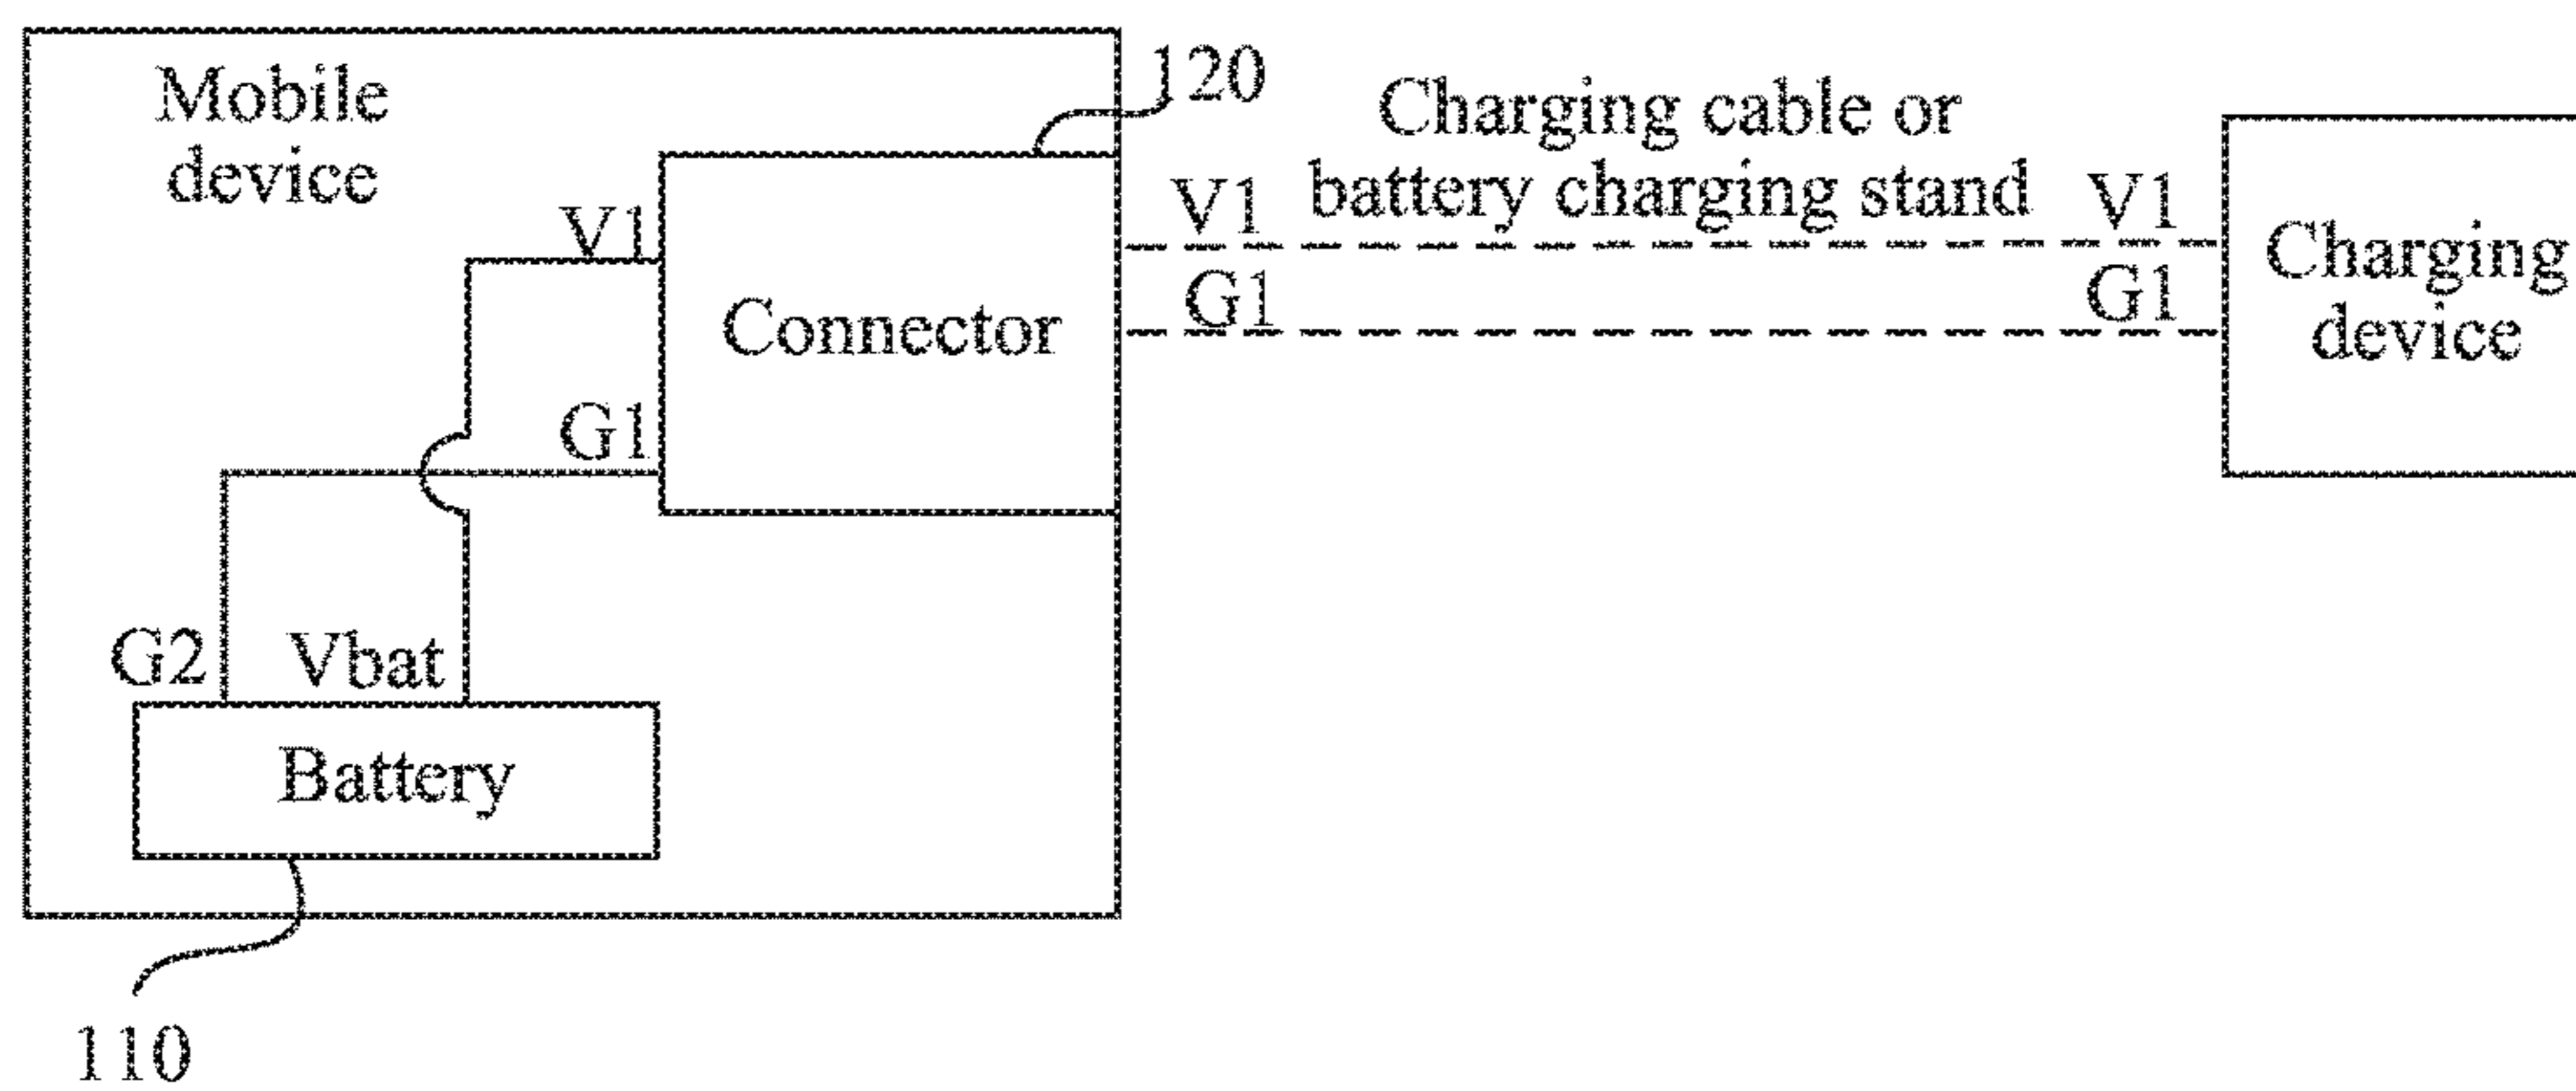 Mobile
device
120
Charging cable or
battery charging stand
V1
V1
V1
G1
G1
Charging
device
Connector
G1
G2
Vbat
Battery
110